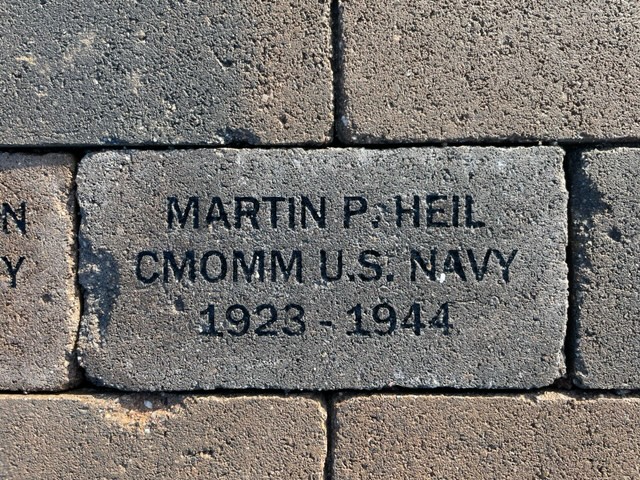 MARTIN P. HEIL
CMOMM U.S. NAVY
1923 - 1944
N
Y